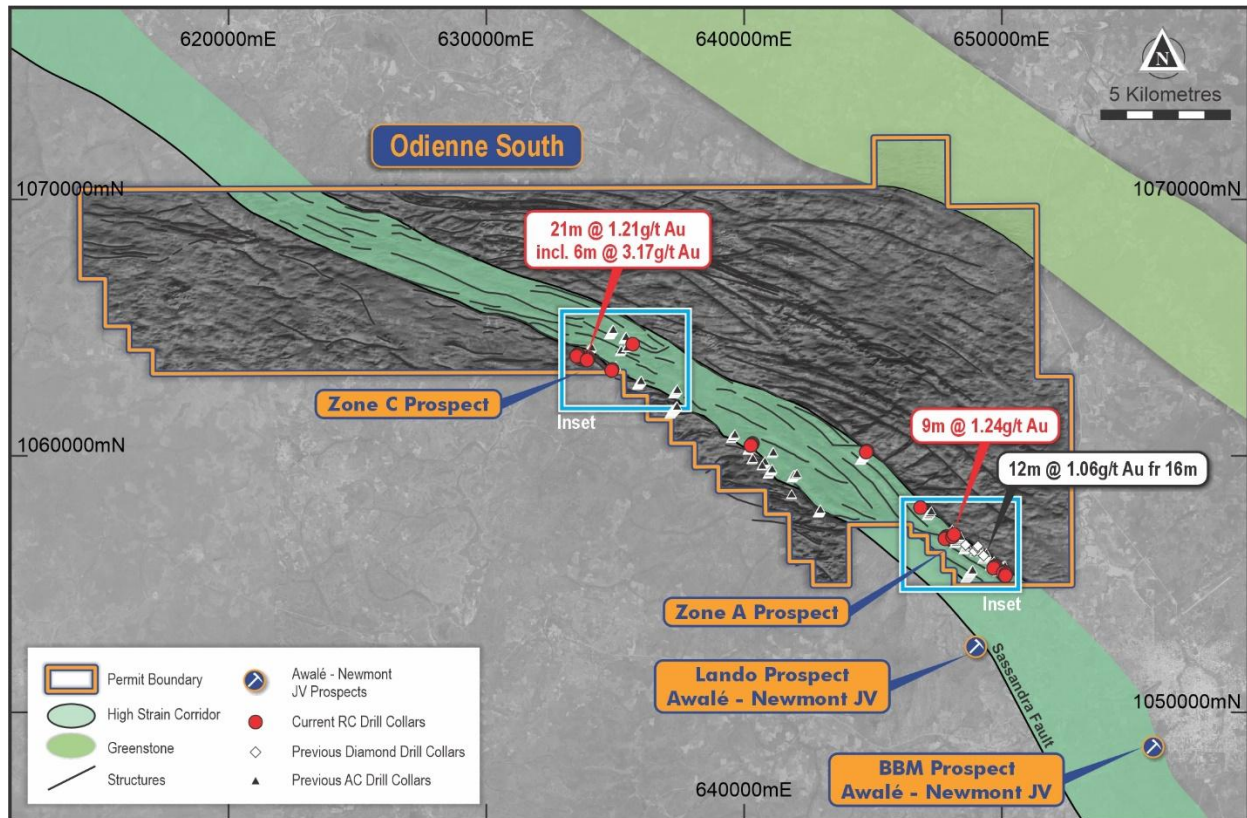 620000mE
630000mE
640000mE
650000mE
N
5 Kilometres
Odienne South
1070000mN
1070000mN
21m @ 1.21g/t Au
incl. 6m @ 3.17g/t Au
Zone C Prospect
Inset
1060000mN
1060000mN
9m @ 1.24g/t Au
12m @ 1.06g/t Au fr 16m
Zone A Prospect
Inset
Lando Prospect
Awalé - Newmont JV
Sassandra Fault
1050000mN
BBM Prospect
Awalé - Newmont JV
640000mE
Permit Boundary
High Strain Corridor
Greenstone
Structures
Awalé - Newmont
JV Prospects
Current RC Drill Collars
Previous Diamond Drill Collars
Previous AC Drill Collars